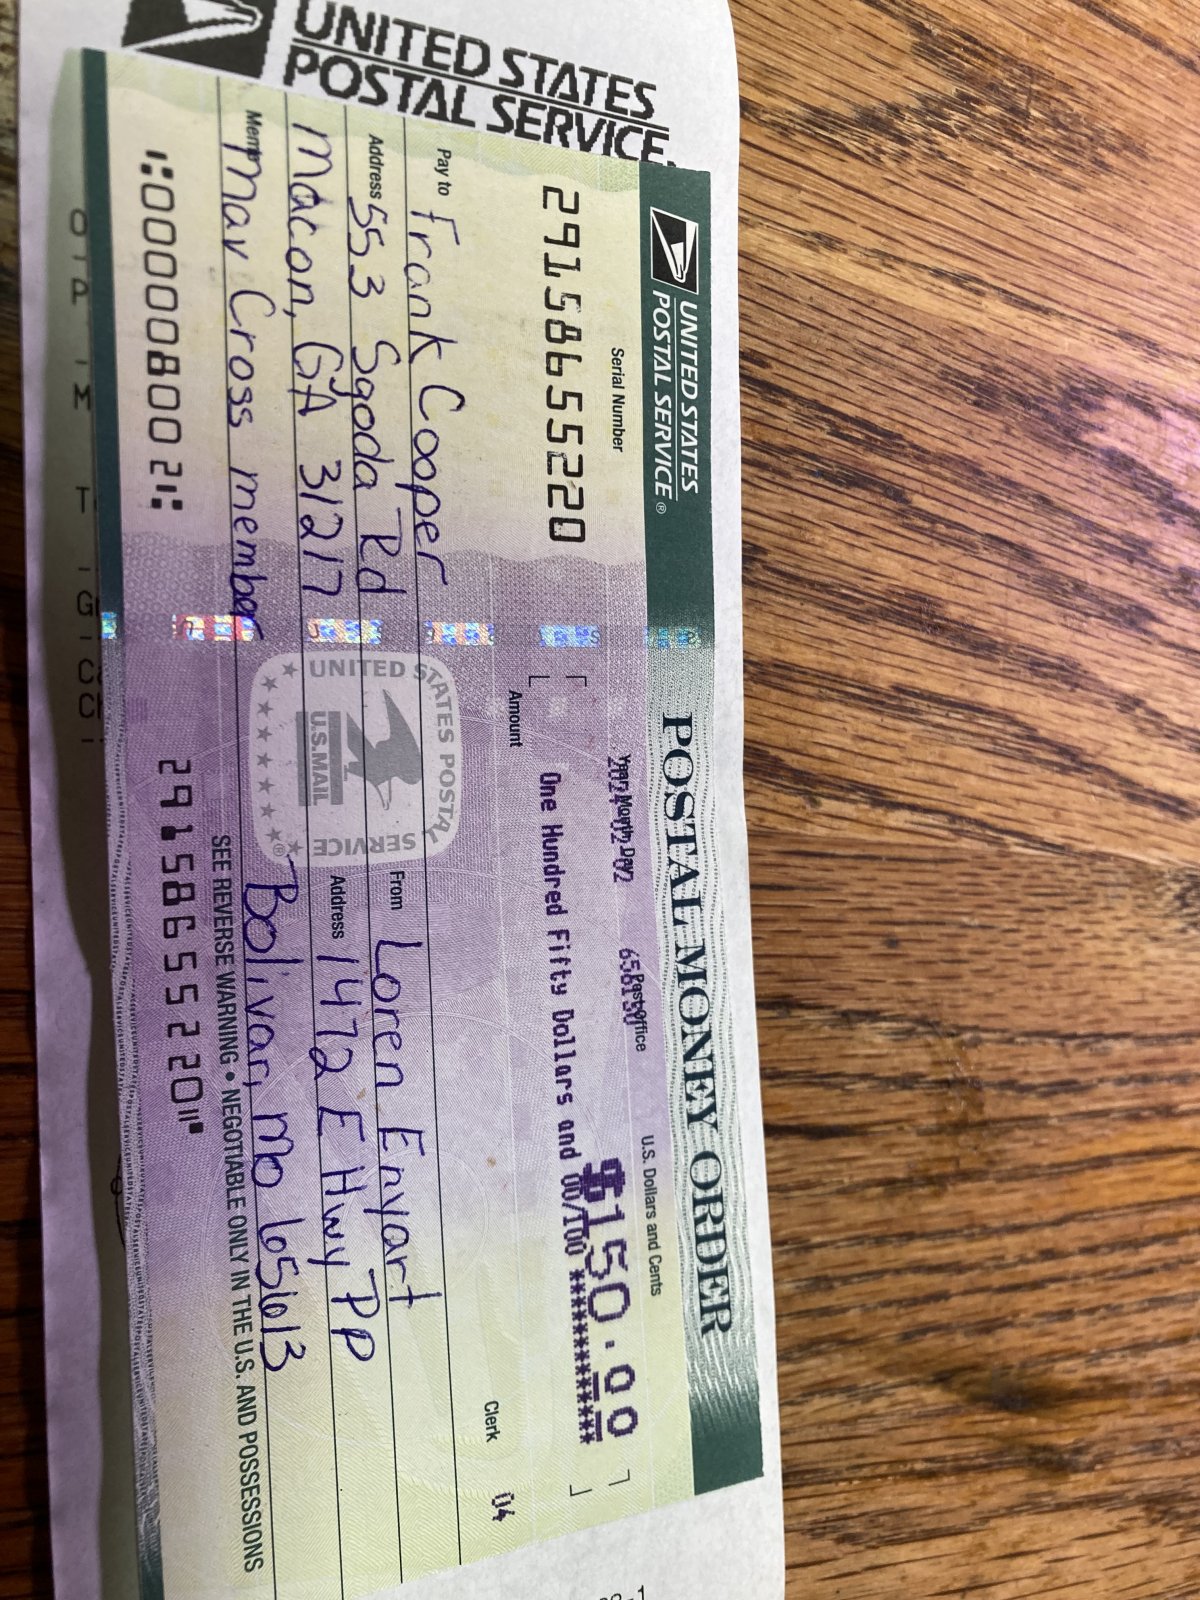 UNITED STATES
POSTAL SERVICE
UNITED STATES
POSTAL SERVICE®
POSTAL MONEY ORDER
Serial Number
Year, Month, Day
Post Office
U.S. Dollars and Cents
29158655220
2024-02-02
656130
$150.00
Amount
One Hundred Fifty Dollars and 00/100 *************
Pay to Frank Cooper
Clerk 04
Address 553 Sgoda Rd
From Loren Enyart
Macon, GA 31217
Address 1472 E Hwy PP
Memo Mav Cross member
Bolivar, Mo 65613
UNITED STATES POSTAL SERVICE®
U.S.MAIL
SEE REVERSE WARNING • NEGOTIABLE ONLY IN THE U.S. AND POSSESSIONS
⑆000000800 2⑆
29158655220⑈